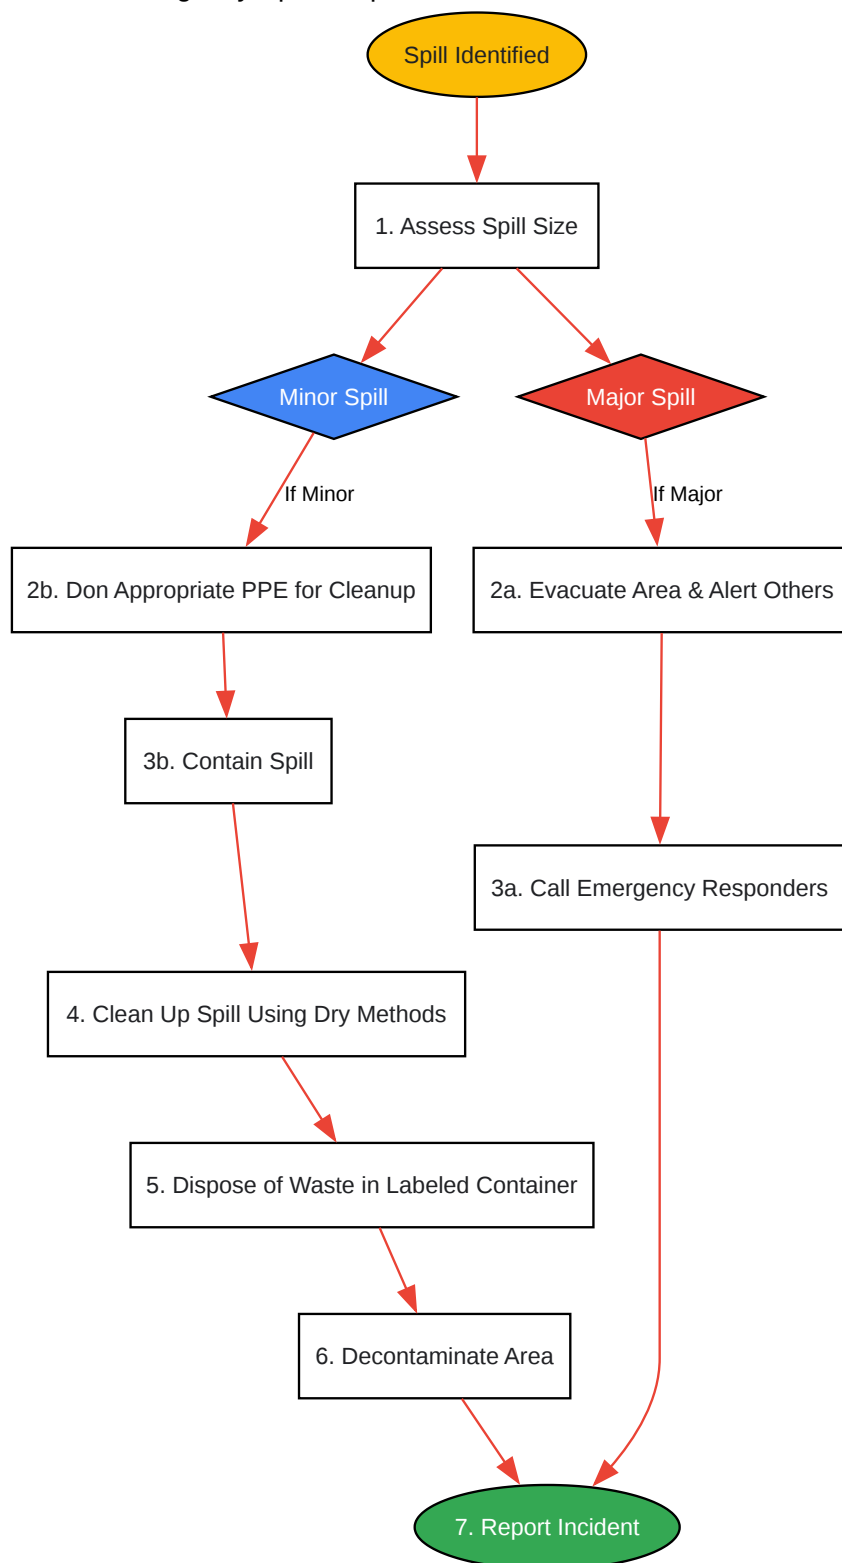 Spill Identified
1. Assess Spill Size
Minor Spill
Major Spill
If Minor
If Major
2b. Don Appropriate PPE for Cleanup
2a. Evacuate Area & Alert Others
3b. Contain Spill
3a. Call Emergency Responders
4. Clean Up Spill Using Dry Methods
5. Dispose of Waste in Labeled Container
6. Decontaminate Area
7. Report Incident